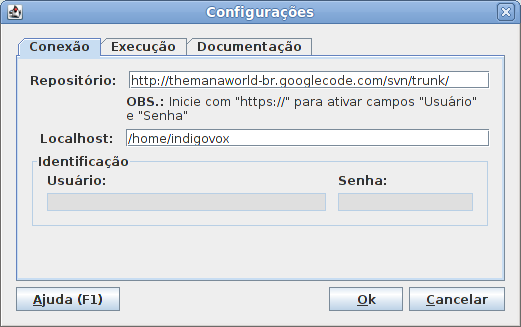 Configurações
Conexão Execução Documentação
Repositório: http://themanaworld-br.googlecode.com/svn/trunk/
OBS.: Inicie com "https://" para ativar campos "Usuário"
e "Senha"
Localhost: /home/indigovox
Identificação
Usuário: Senha:
Ajuda (F1) Ok Cancelar